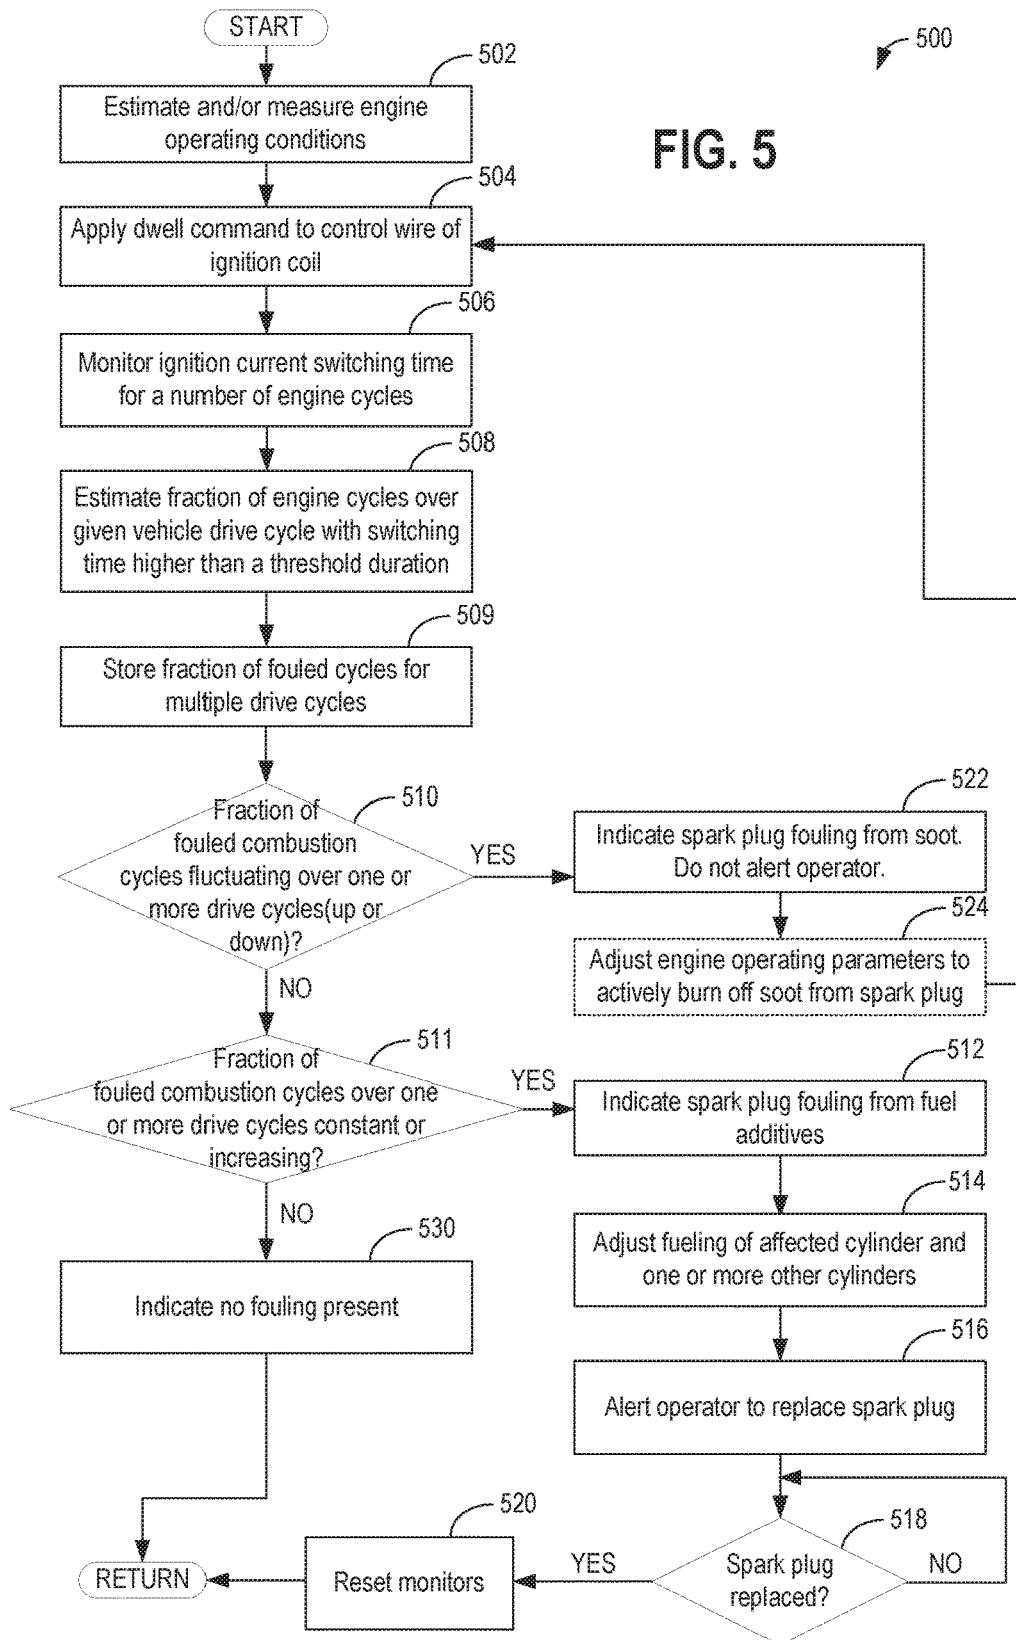 START
500
502
Estimate and/or measure engine
operating conditions
FIG. 5
504
Apply dwell command to control wire of
ignition coil
506
Monitor ignition current switching time
for a number of engine cycles
508
Estimate fraction of engine cycles over
given vehicle drive cycle with switching
time higher than a threshold duration
509
Store fraction of fouled cycles for
multiple drive cycles
510
Fraction of
fouled combustion
cycles fluctuating over one or
more drive cycles(up or
down)?
YES
522
Indicate spark plug fouling from soot.
Do not alert operator.
524
Adjust engine operating parameters to
actively burn off soot from spark plug
NO
511
Fraction of
fouled combustion cycles over one
or more drive cycles constant or
increasing?
YES
512
Indicate spark plug fouling from fuel
additives
514
Adjust fueling of affected cylinder and
one or more other cylinders
NO
530
Indicate no fouling present
516
Alert operator to replace spark plug
518
Spark plug
replaced?
NO
YES
520
Reset monitors
RETURN